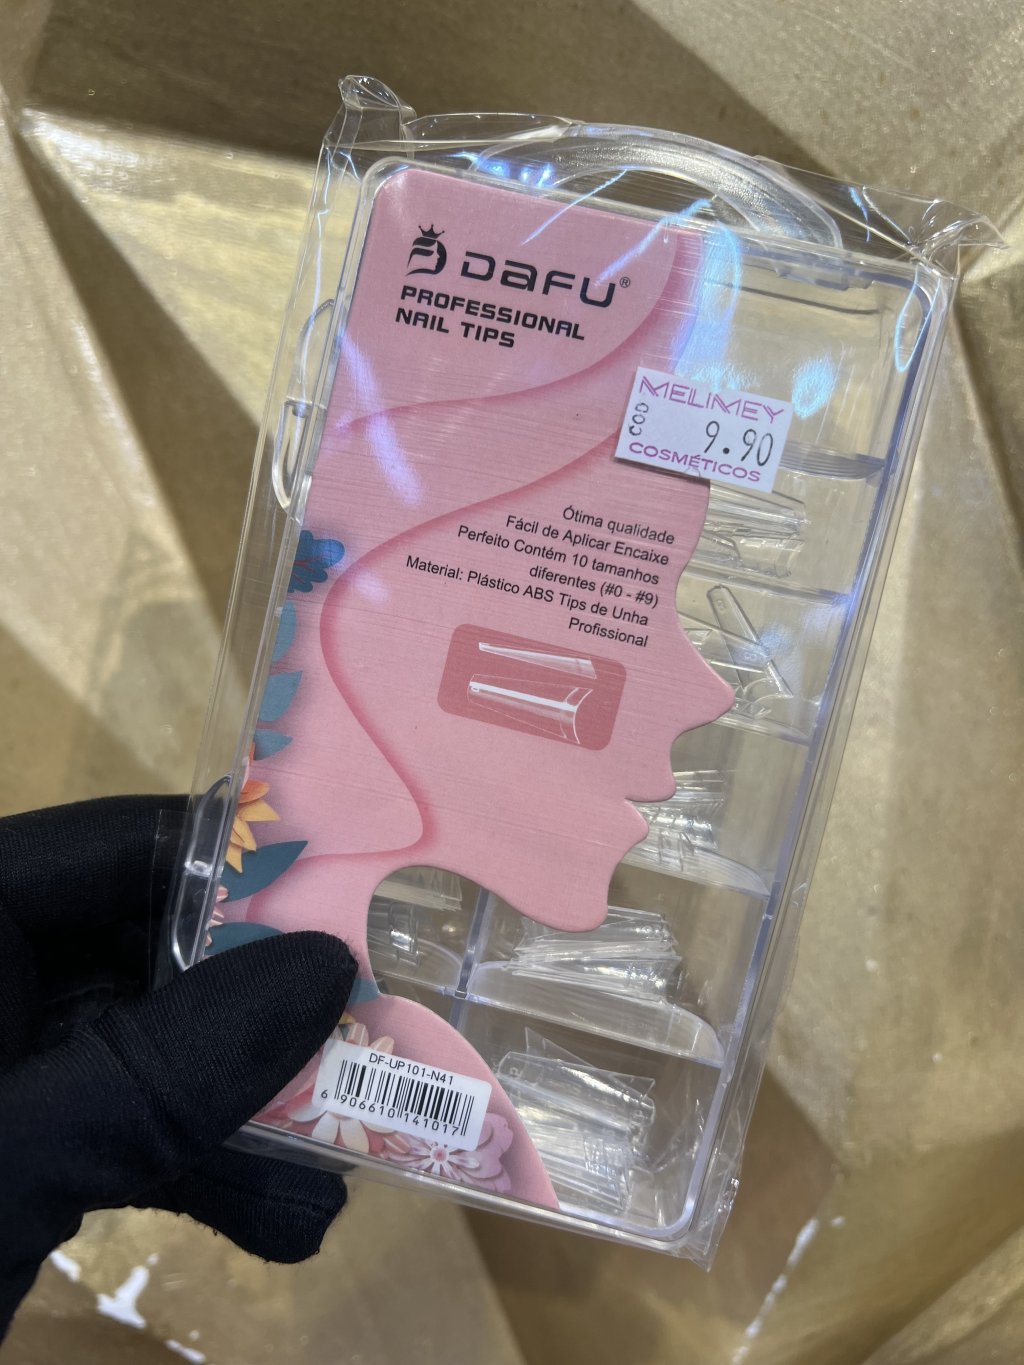 DaFU®
PROFESSIONAL
NAIL TIPS
MELIMEY
COD
9.90
COSMÉTICOS
Ótima qualidade
Fácil de Aplicar Encaixe
Perfeito Contém 10 tamanhos
diferentes (#0 - #9)
Material: Plástico ABS Tips de Unha
Profissional
DF-UP101-N41
6 906610 141017